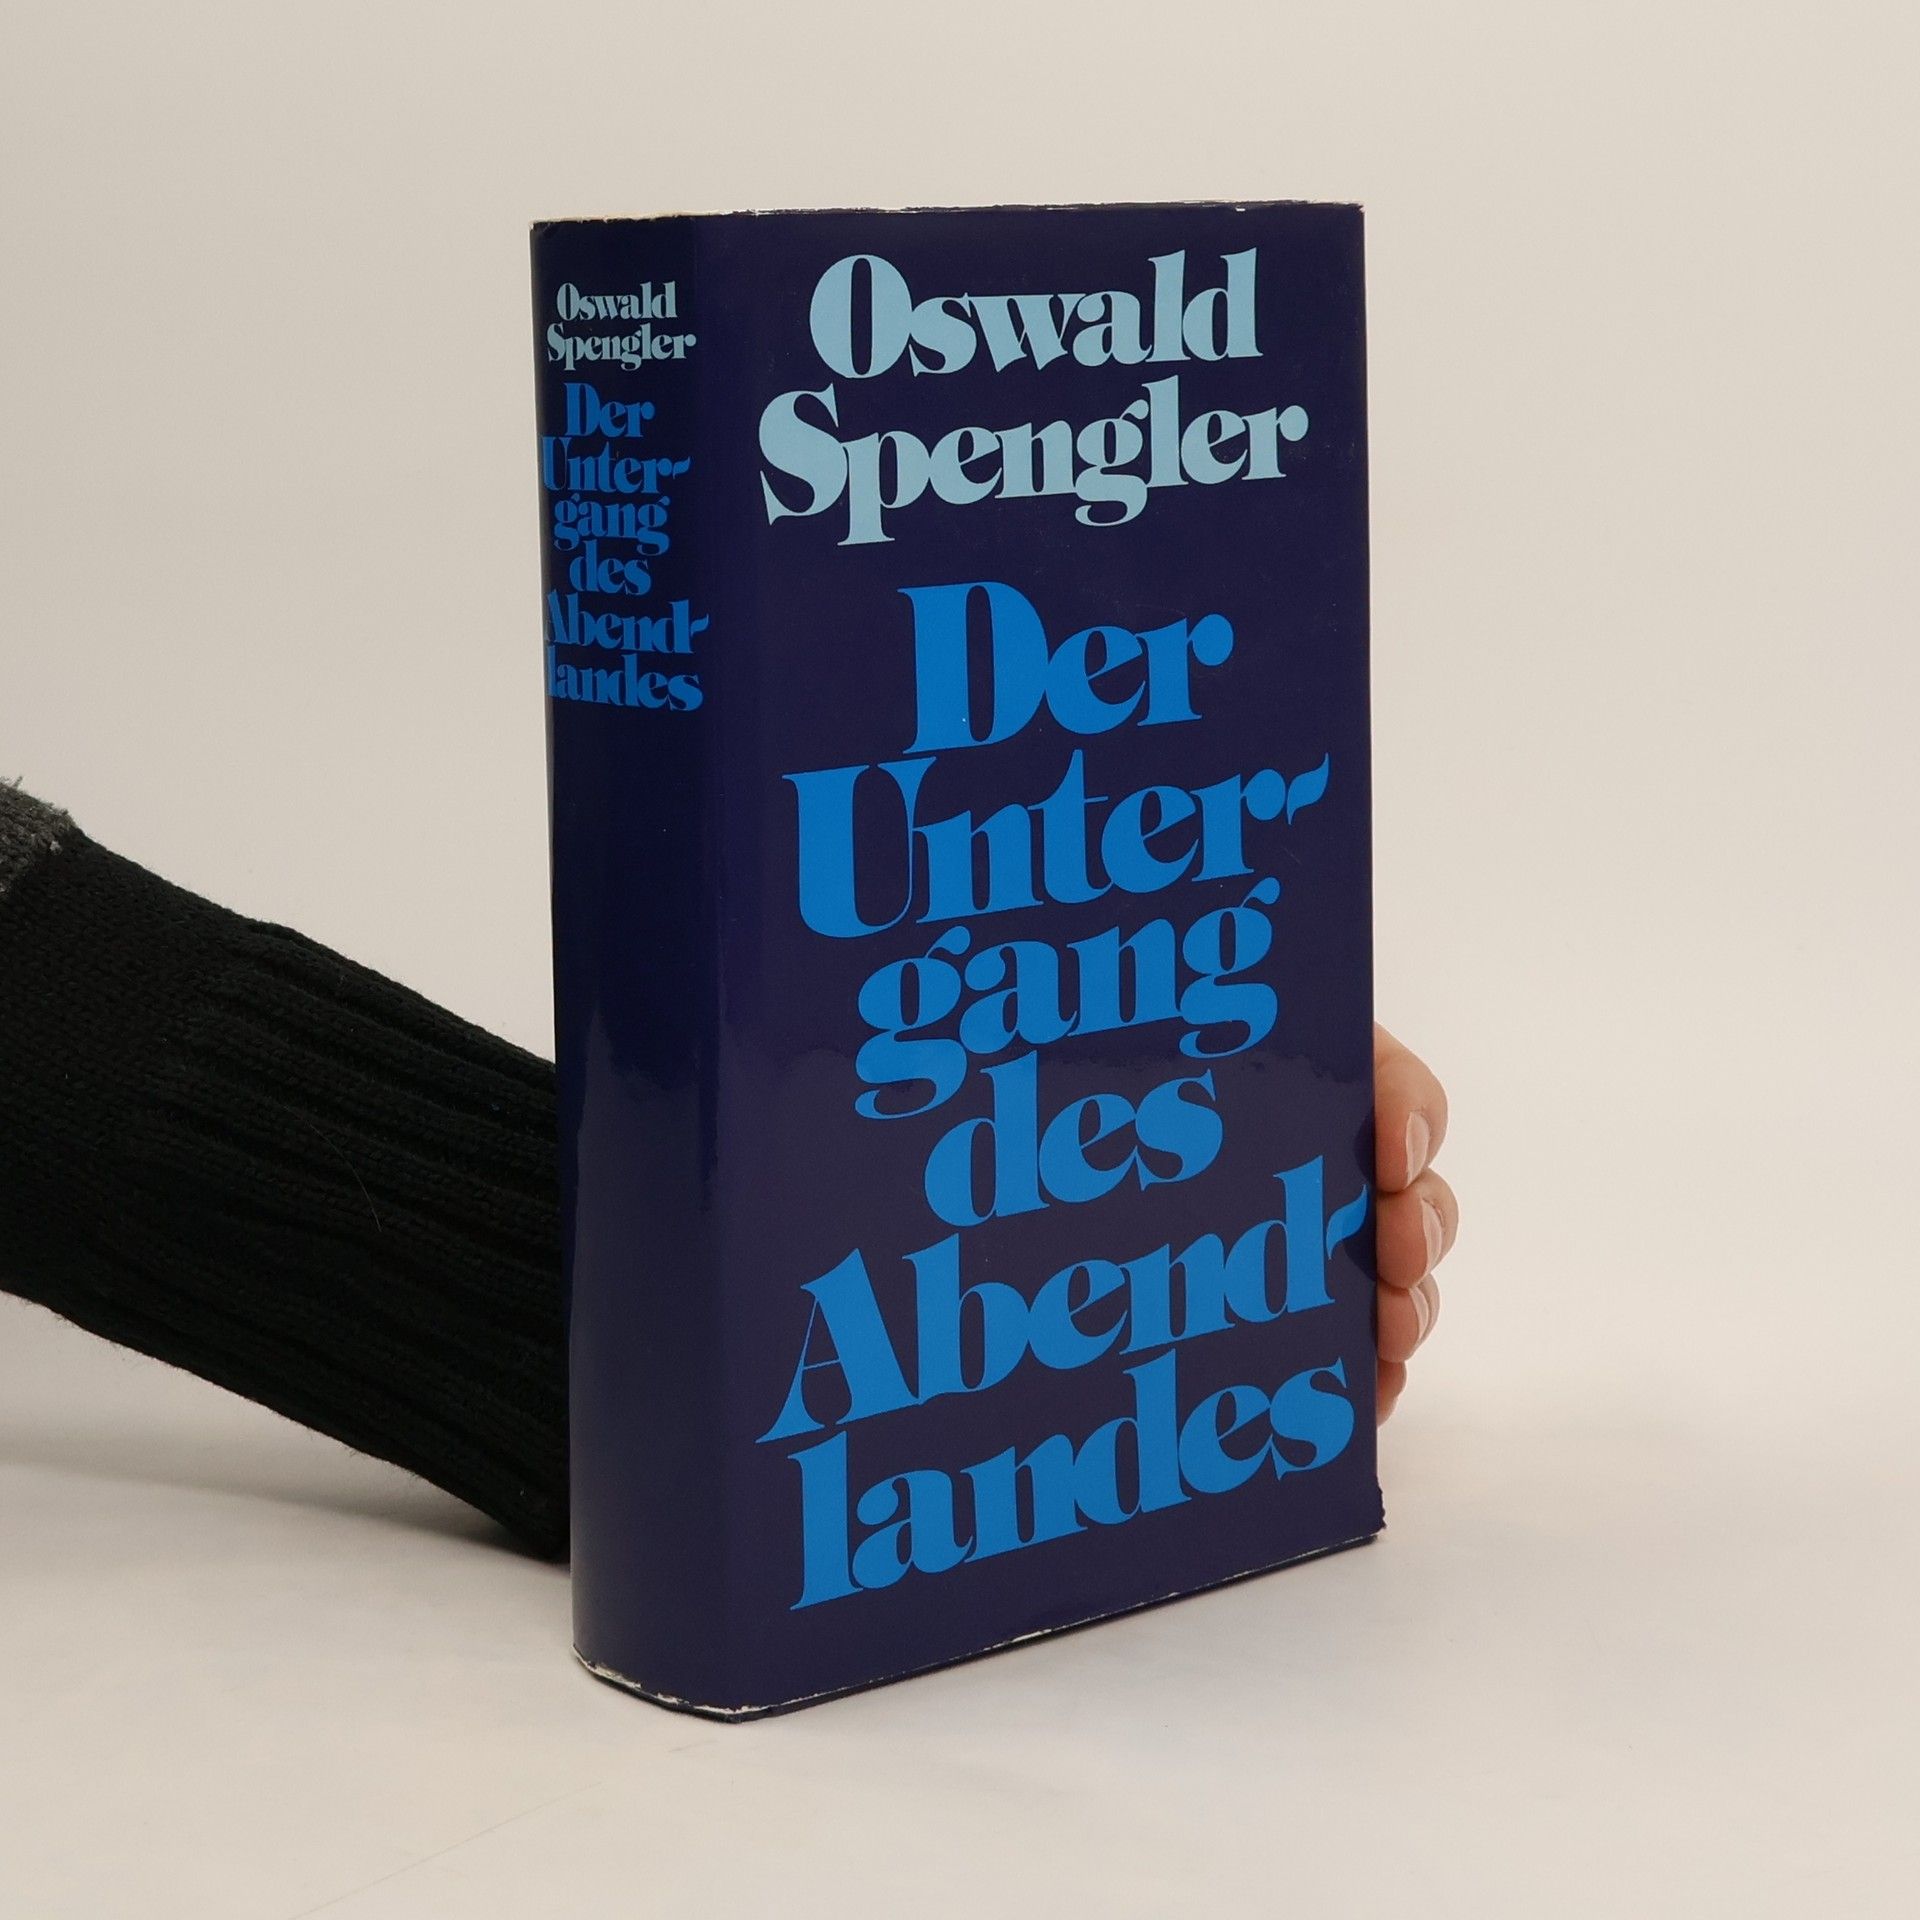 Oswald
Spengler
Der
Unter-
gang
des
Abend-
landes
Oswald
Spengler
Der
Unter-
gang
des
Abend-
landes